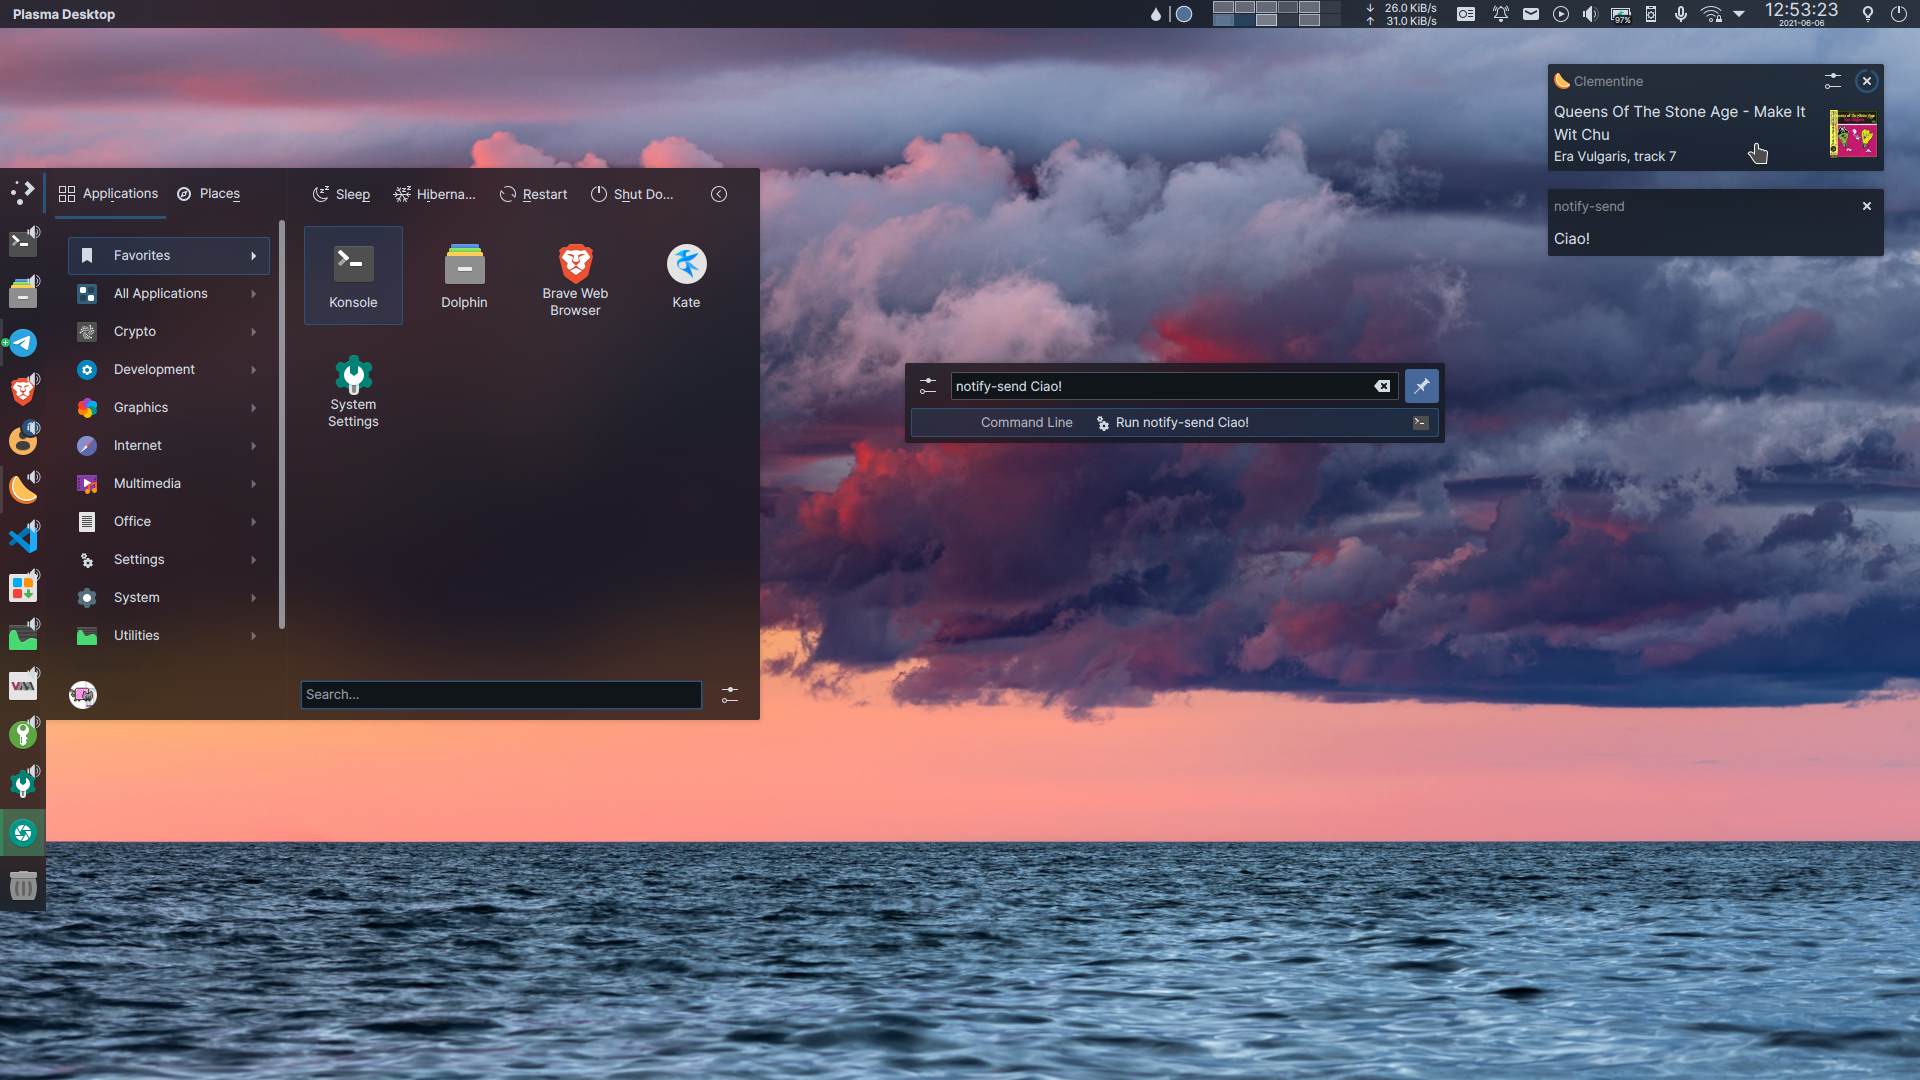 Plasma Desktop
26.0 KiB/s
31.0 KiB/s
97%
12:53:23
2021-06-06
Clementine
Queens Of The Stone Age - Make It
Wit Chu
Era Vulgaris, track 7
notify-send
Ciao!
Applications
Places
Sleep
Hiberna...
Restart
Shut Do...
Favorites
All Applications
Crypto
Development
Graphics
Internet
Multimedia
Office
Settings
System
Utilities
Konsole
Dolphin
Brave Web
Browser
Kate
System
Settings
Search...
notify-send Ciao!
Command Line
Run notify-send Ciao!